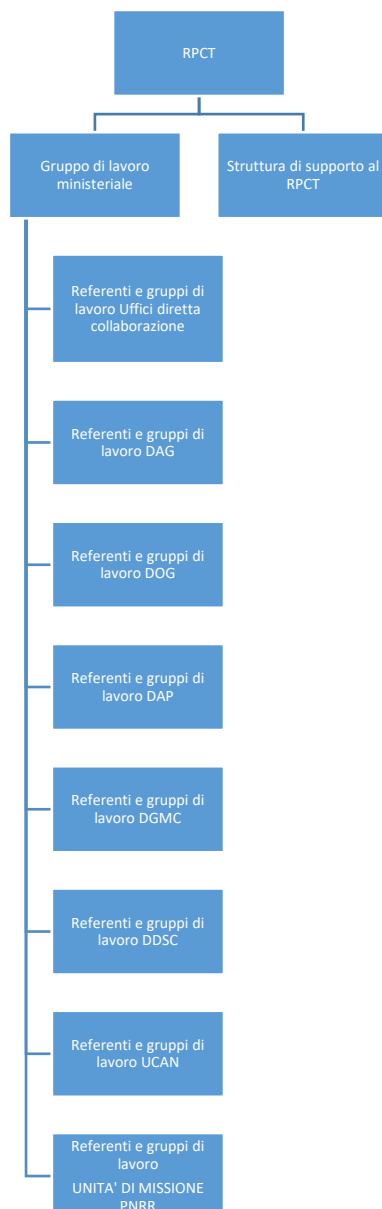 RPCT
Gruppo di lavoro
ministeriale
Struttura di supporto al
RPCT
Referenti e gruppi di
lavoro Uffici diretta
collaborazione
Referenti e gruppi di
lavoro DAG
Referenti e gruppi di
lavoro DOG
Referenti e gruppi di
lavoro DAP
Referenti e gruppi di
lavoro DGMC
Referenti e gruppi di
lavoro DDSC
Referenti e gruppi di
lavoro UCAN
Referenti e gruppi di
lavoro
UNITA' DI MISSIONE
PNRR